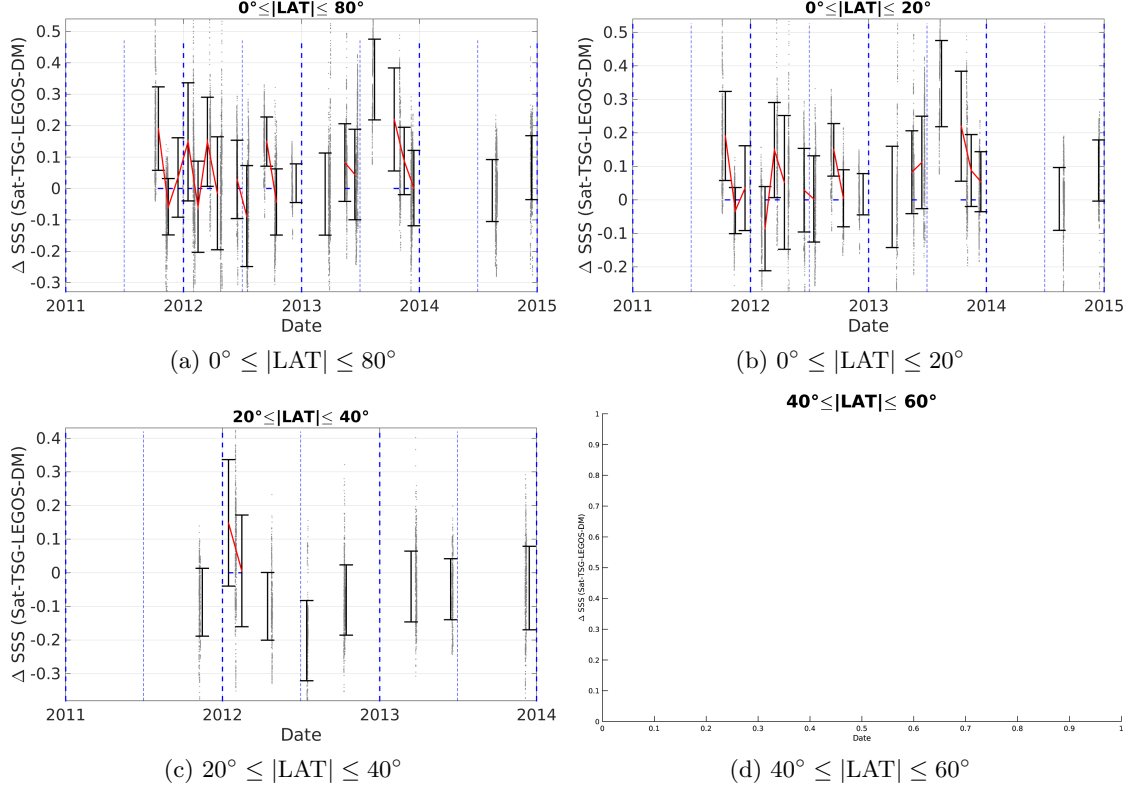 0°≤|LAT|≤ 80°
0.5
0.4
0.3
0.2
0.1
0
-0.1
-0.2
-0.3
Δ SSS (Sat-TSG-LEGOS-DM)
2011 2012 2013 2014 2015
Date
(a) 0° ≤ |LAT| ≤ 80°
0°≤|LAT|≤ 20°
0.5
0.4
0.3
0.2
0.1
0
-0.1
-0.2
Δ SSS (Sat-TSG-LEGOS-DM)
2011 2012 2013 2014 2015
Date
(b) 0° ≤ |LAT| ≤ 20°
20°≤|LAT|≤ 40°
0.4
0.3
0.2
0.1
0
-0.1
-0.2
-0.3
Δ SSS (Sat-TSG-LEGOS-DM)
2011 2012 2013 2014
Date
(c) 20° ≤ |LAT| ≤ 40°
40°≤|LAT|≤ 60°
1
0.9
0.8
0.7
0.6
0.5
0.4
0.3
0.2
0.1
0
Δ SSS (Sat-TSG-LEGOS-DM)
0 0.1 0.2 0.3 0.4 0.5 0.6 0.7 0.8 0.9 1
Date
(d) 40° ≤ |LAT| ≤ 60°